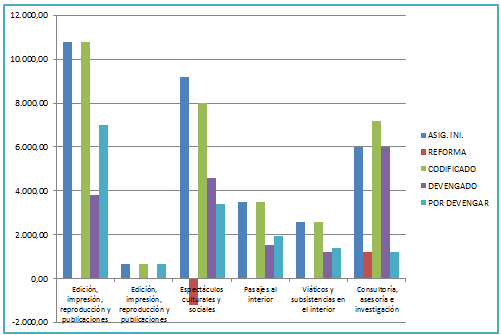 12.000,00
10.000,00
8.000,00
6.000,00
4.000,00
2.000,00
0,00
-2.000,00
Edición,
impresión,
reproducción y
publicaciones
Edición,
impresión,
reproducción y
publicaciones
Espectáculos
culturales y
sociales
Pasajes al
interior
Viáticos y
subsistencias en
el interior
Consultoría,
asesoría e
investigación
ASIG. INI.
REFORMA
CODIFICADO
DEVENGADO
POR DEVENGAR